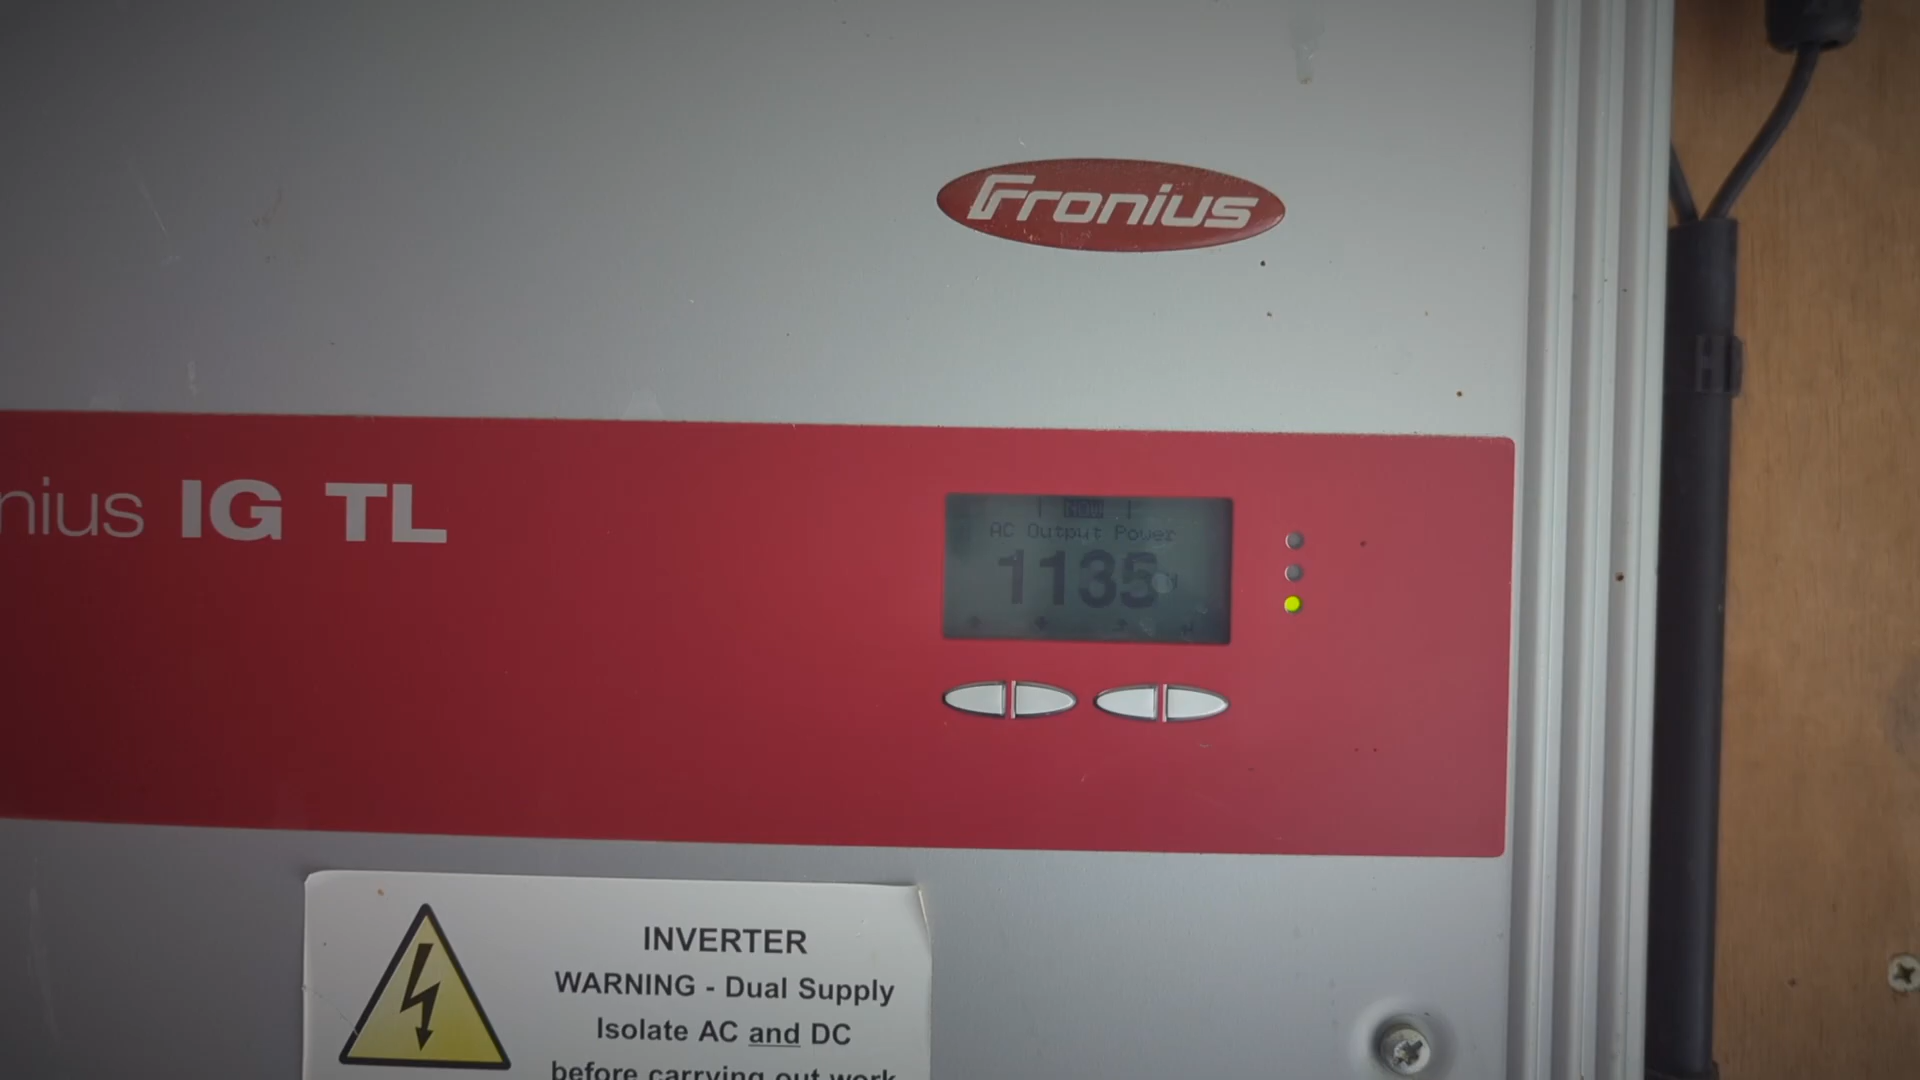 Fronius
nius IG TL
NOW
AC Output Power
1135 W
INVERTER
WARNING - Dual Supply
Isolate AC and DC
before carrying out work